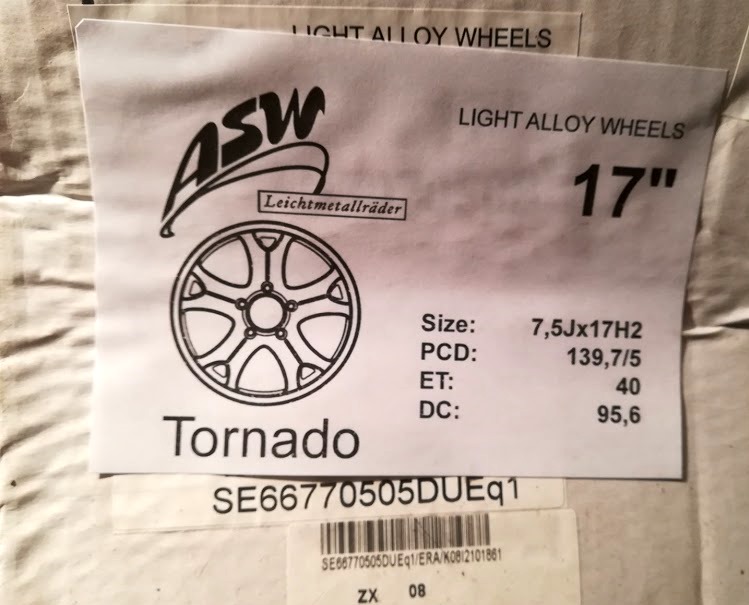 LIGHT ALLOY WHEELS
ASW
Leichtmetallräder
LIGHT ALLOY WHEELS
17"
Size: 7,5Jx17H2
PCD: 139,7/5
ET: 40
DC: 95,6
Tornado
SE66770505DUEq1
SE66770505DUEq1/ERA/K08I2101861
ZX 08